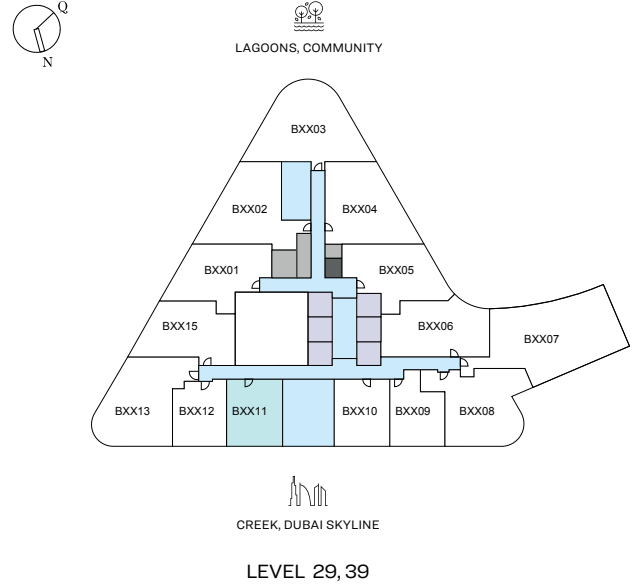 Q
N
LAGOONS, COMMUNITY
BXX03
BXX02 BXX04
BXX01 BXX05
BXX15 BXX06
BXX07
BXX13 BXX12 BXX11 BXX10 BXX09 BXX08
CREEK, DUBAI SKYLINE
LEVEL 29, 39